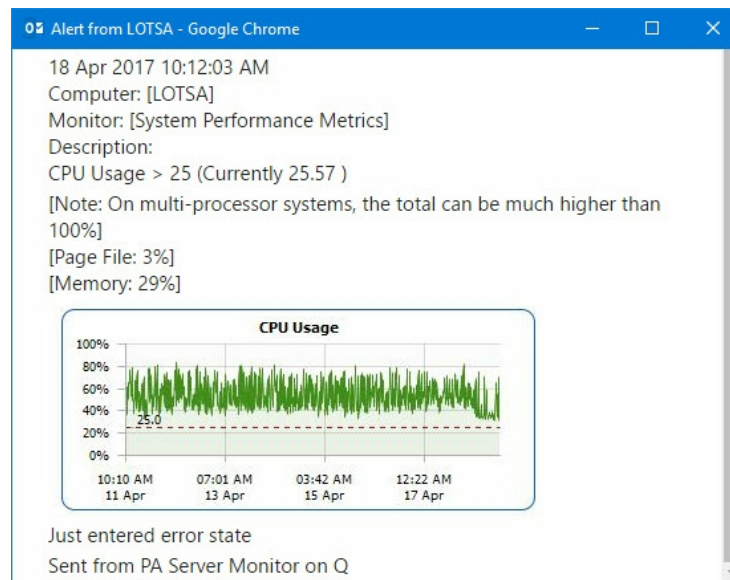 Alert from LOTSA - Google Chrome
18 Apr 2017 10:12:03 AM
Computer: [LOTSA]
Monitor: [System Performance Metrics]
Description:
CPU Usage > 25 (Currently 25.57 )
[Note: On multi-processor systems, the total can be much higher than
100%]
[Page File: 3%]
[Memory: 29%]
CPU Usage
100%
80%
60%
40%
25.0
20%
0%
10:10 AM 07:01 AM 03:42 AM 12:22 AM
11 Apr 13 Apr 15 Apr 17 Apr
Just entered error state
Sent from PA Server Monitor on Q